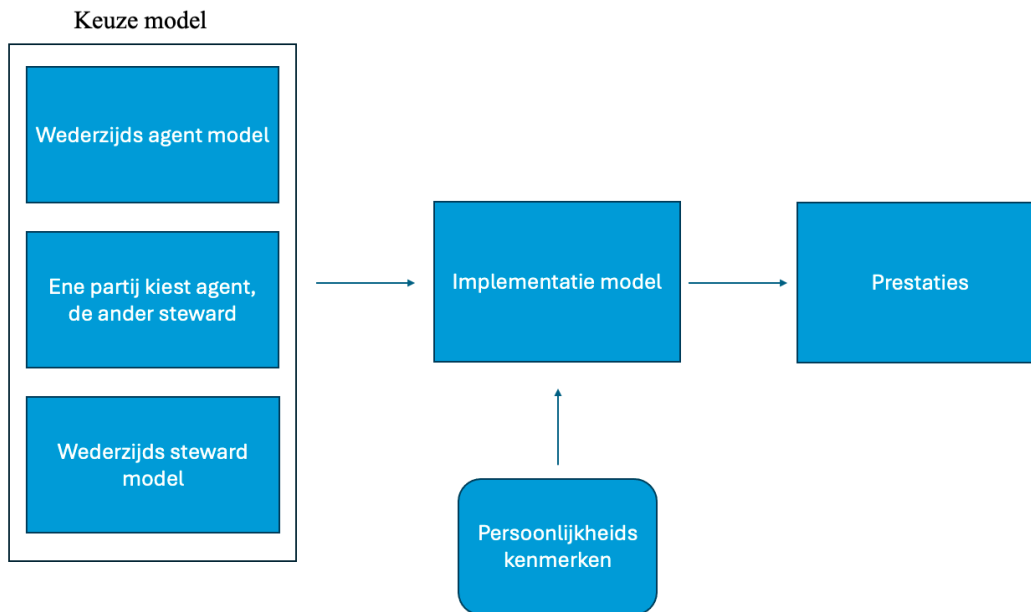 Keuze model
Wederzijds agent model
Ene partij kiest agent,
de ander steward
Wederzijds steward
model
Implementatie model
Prestaties
Persoonlijkheids
kenmerken